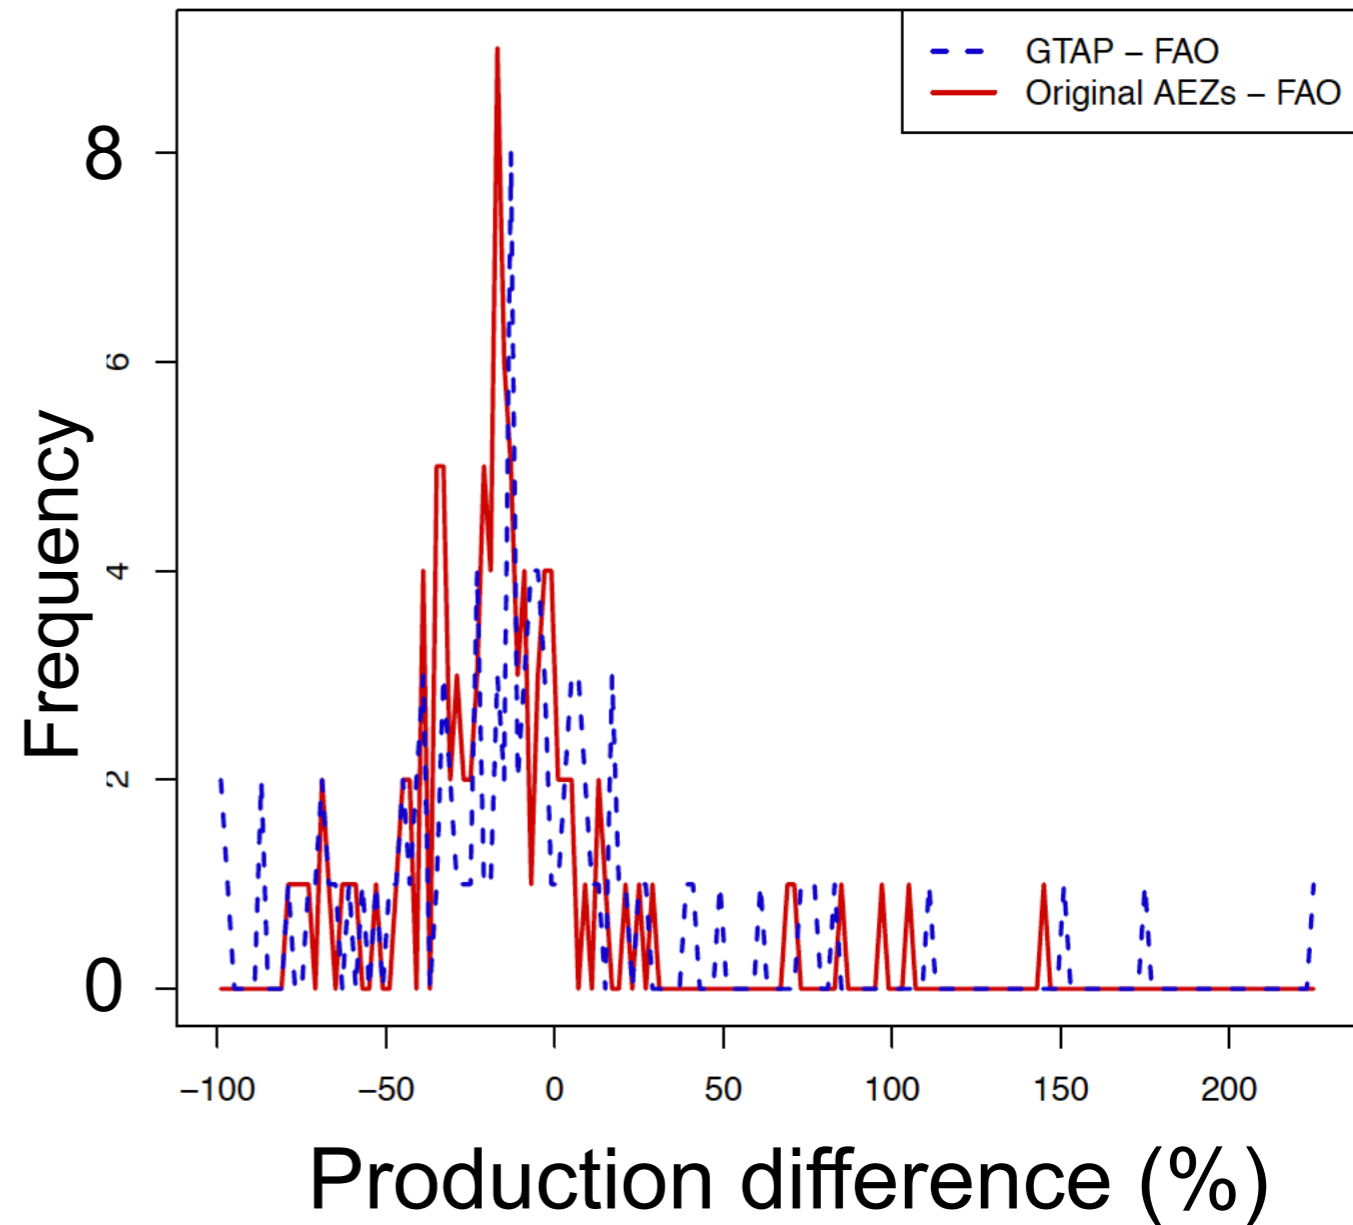 GTAP – FAO
Original AEZs – FAO
Frequency
8
6
4
2
0
−100 −50 0 50 100 150 200
Production difference (%)